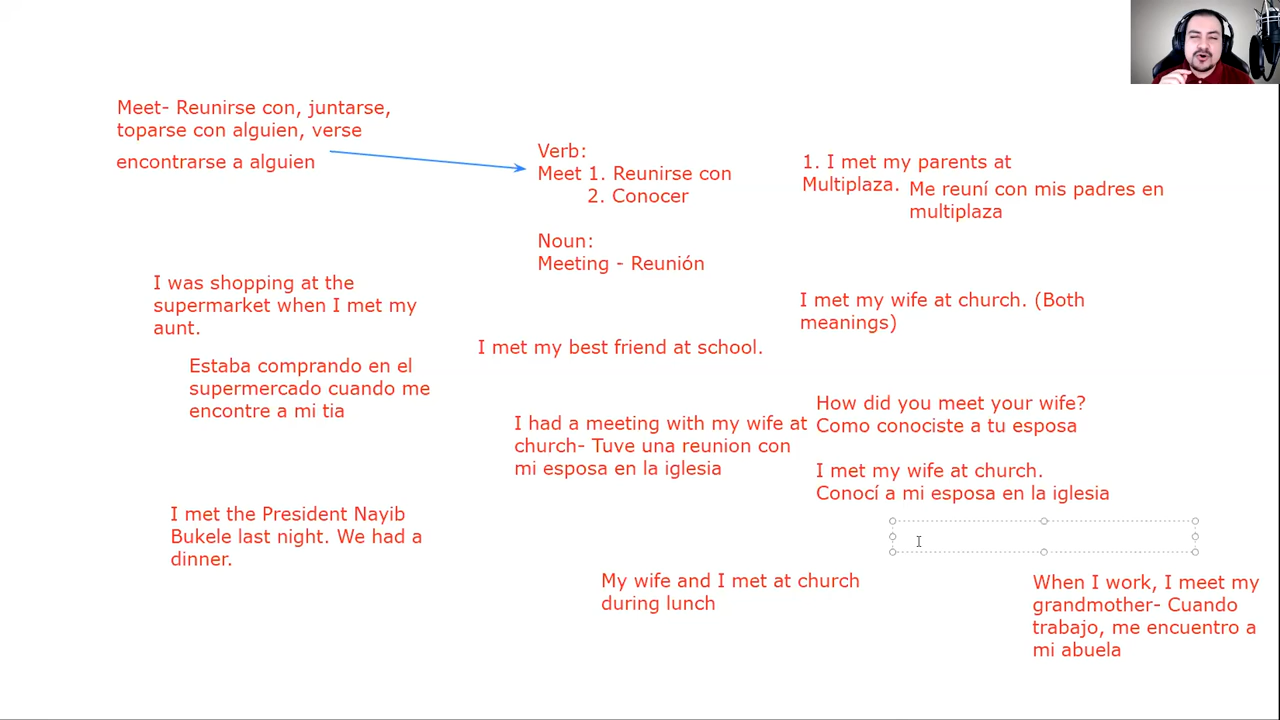 Meet- Reunirse con, juntarse,
toparse con alguien, verse
encontrarse a alguien
Verb:
Meet 1. Reunirse con
2. Conocer
Noun:
Meeting - Reunión
1. I met my parents at
Multiplaza.
Me reuní con mis padres en
multiplaza
I was shopping at the
supermarket when I met my
aunt.
Estaba comprando en el
supermercado cuando me
encontre a mi tia
I met my best friend at school.
I met my wife at church. (Both
meanings)
I had a meeting with my wife at
church- Tuve una reunion con
mi esposa en la iglesia
How did you meet your wife?
Como conociste a tu esposa
I met my wife at church.
Conocí a mi esposa en la iglesia
I met the President Nayib
Bukele last night. We had a
dinner.
My wife and I met at church
during lunch
When I work, I meet my
grandmother- Cuando
trabajo, me encuentro a
mi abuela